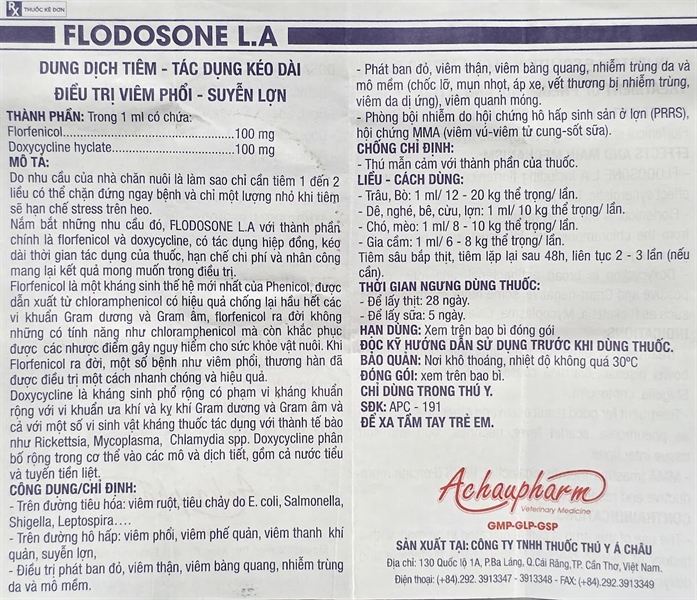 Rx THUỐC KÊ ĐƠN
FLODOSONE L.A
DUNG DỊCH TIÊM - TÁC DỤNG KÉO DÀI
ĐIỀU TRỊ VIÊM PHỔI - SUYỄN LỢN
THÀNH PHẦN: Trong 1 ml có chứa:
Florfenicol..............................................100 mg
Doxycycline hyclate................................100 mg
MÔ TẢ:
Do nhu cầu của nhà chăn nuôi là làm sao chỉ cần tiêm 1 đến 2
liều có thể chặn đứng ngay bệnh và chỉ một lượng nhỏ khi tiêm
sẽ hạn chế stress trên heo.
Nắm bắt những nhu cầu đó, FLODOSONE L.A với thành phần
chính là florfenicol và doxycycline, có tác dụng hiệp đồng, kéo
dài thời gian tác dụng của thuốc, hạn chế chi phí và nhân công
mang lại kết quả mong muốn trong điều trị.
Florfenicol là một kháng sinh thế hệ mới nhất của Phenicol, được
dẫn xuất từ chloramphenicol có hiệu quả chống lại hầu hết các
vi khuẩn Gram dương và Gram âm, florfenicol ra đời không
những có tính năng như chloramphenicol mà còn khắc phục
được các nhược điểm gây nguy hiểm cho sức khỏe vật nuôi. Khi
Florfenicol ra đời, một số bệnh như viêm phổi, thương hàn đã
được điều trị một cách nhanh chóng và hiệu quả.
Doxycycline là kháng sinh phổ rộng có phạm vi kháng khuẩn
rộng với vi khuẩn ưa khí và kỵ khí Gram dương và Gram âm và
cả với một số vi sinh vật kháng thuốc tác dụng với thành tế bào
như Rickettsia, Mycoplasma, Chlamydia spp. Doxycycline phân
bố rộng trong cơ thể vào các mô và dịch tiết, gồm cả nước tiểu
và tuyến tiền liệt.
CÔNG DỤNG/CHỈ ĐỊNH:
- Trên đường tiêu hóa: viêm ruột, tiêu chảy do E. coli, Salmonella,
Shigella, Leptospira....
- Trên đường hô hấp: viêm phổi, viêm phế quản, viêm thanh khí
quản, suyễn lợn,
- Điều trị phát ban đỏ, viêm thận, viêm bàng quang, nhiễm trùng
da và mô mềm.
- Phát ban đỏ, viêm thận, viêm bàng quang, nhiễm trùng da và
mô mềm (chốc lỡ, mụn nhọt, áp xe, vết thương bị nhiễm trùng,
viêm da dị ứng), viêm quanh móng.
- Phòng bội nhiễm do hội chứng hô hấp sinh sản ở lợn (PRRS),
hội chứng MMA (viêm vú-viêm tử cung-sốt sữa).
CHỐNG CHỈ ĐỊNH:
- Thú mẫn cảm với thành phần của thuốc.
LIỀU - CÁCH DÙNG:
- Trâu, Bò: 1 ml/ 12 - 20 kg thể trọng/ lần.
- Dê, nghé, bê, cừu, lợn: 1 ml/ 10 kg thể trọng/ lần.
- Chó, mèo: 1 ml/ 8 - 10 kg thể trọng/ lần.
- Gia cầm: 1 ml/ 6 - 8 kg thể trọng/ lần.
Tiêm sâu bắp thịt, tiêm lặp lại sau 48h, liên tục 2 - 3 lần (nếu
cần).
THỜI GIAN NGƯNG DÙNG THUỐC:
- Để lấy thịt: 28 ngày.
- Để lấy sữa: 5 ngày.
HẠN DÙNG: Xem trên bao bì đóng gói
ĐỌC KỸ HƯỚNG DẪN SỬ DỤNG TRƯỚC KHI DÙNG THUỐC.
BẢO QUẢN: Nơi khô thoáng, nhiệt độ không quá 30ºC
ĐÓNG GÓI: xem trên bao bì.
CHỈ DÙNG TRONG THÚ Y.
SĐK: APC - 191
ĐỂ XA TẦM TAY TRẺ EM.
Achaupharm
Veterinary Medicine
GMP-GLP-GSP
SẢN XUẤT TẠI: CÔNG TY TNHH THUỐC THÚ Y Á CHÂU
Địa chỉ: 130 Quốc lộ 1A, P.Ba Láng, Q.Cái Răng,TP. Cần Thơ, Việt Nam.
Điện thoại: (+84).292. 3913347 - 3913348 - FAX: (+84).292.3913349